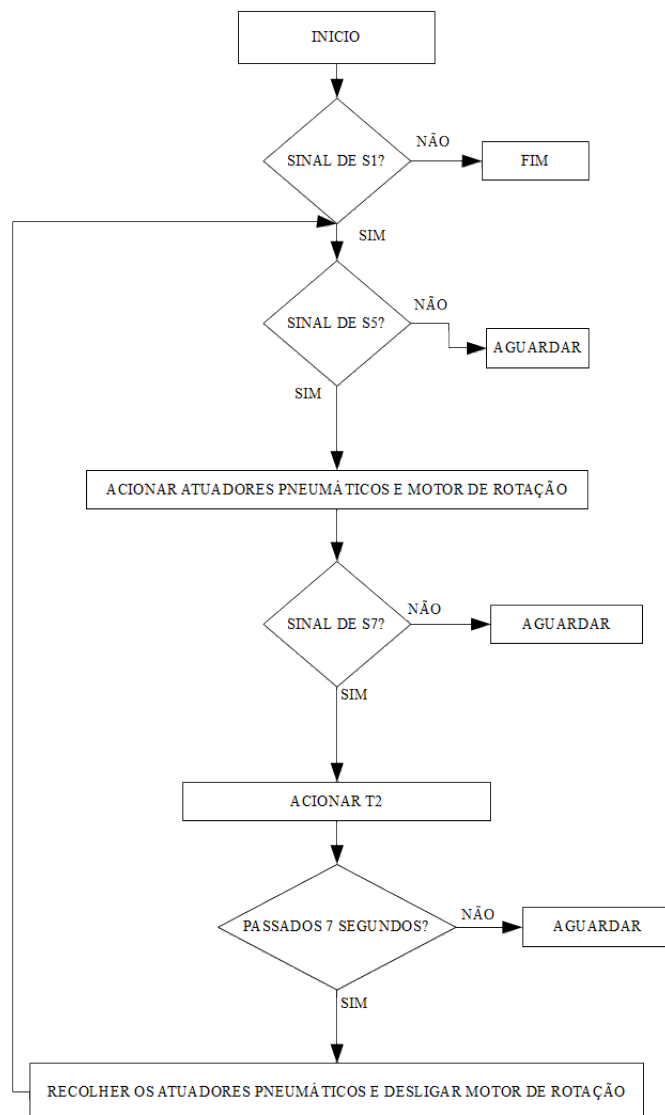 INICIO
SINAL DE S1?
NÃO
FIM
SIM
SINAL DE S5?
NÃO
AGUARDAR
SIM
ACIONAR ATUADORES PNEUMÁTICOS E MOTOR DE ROTAÇÃO
SINAL DE S7?
NÃO
AGUARDAR
SIM
ACIONAR T2
PASSADOS 7 SEGUNDOS?
NÃO
AGUARDAR
SIM
RECOLHER OS ATUADORES PNEUMÁTICOS E DESLIGAR MOTOR DE ROTAÇÃO